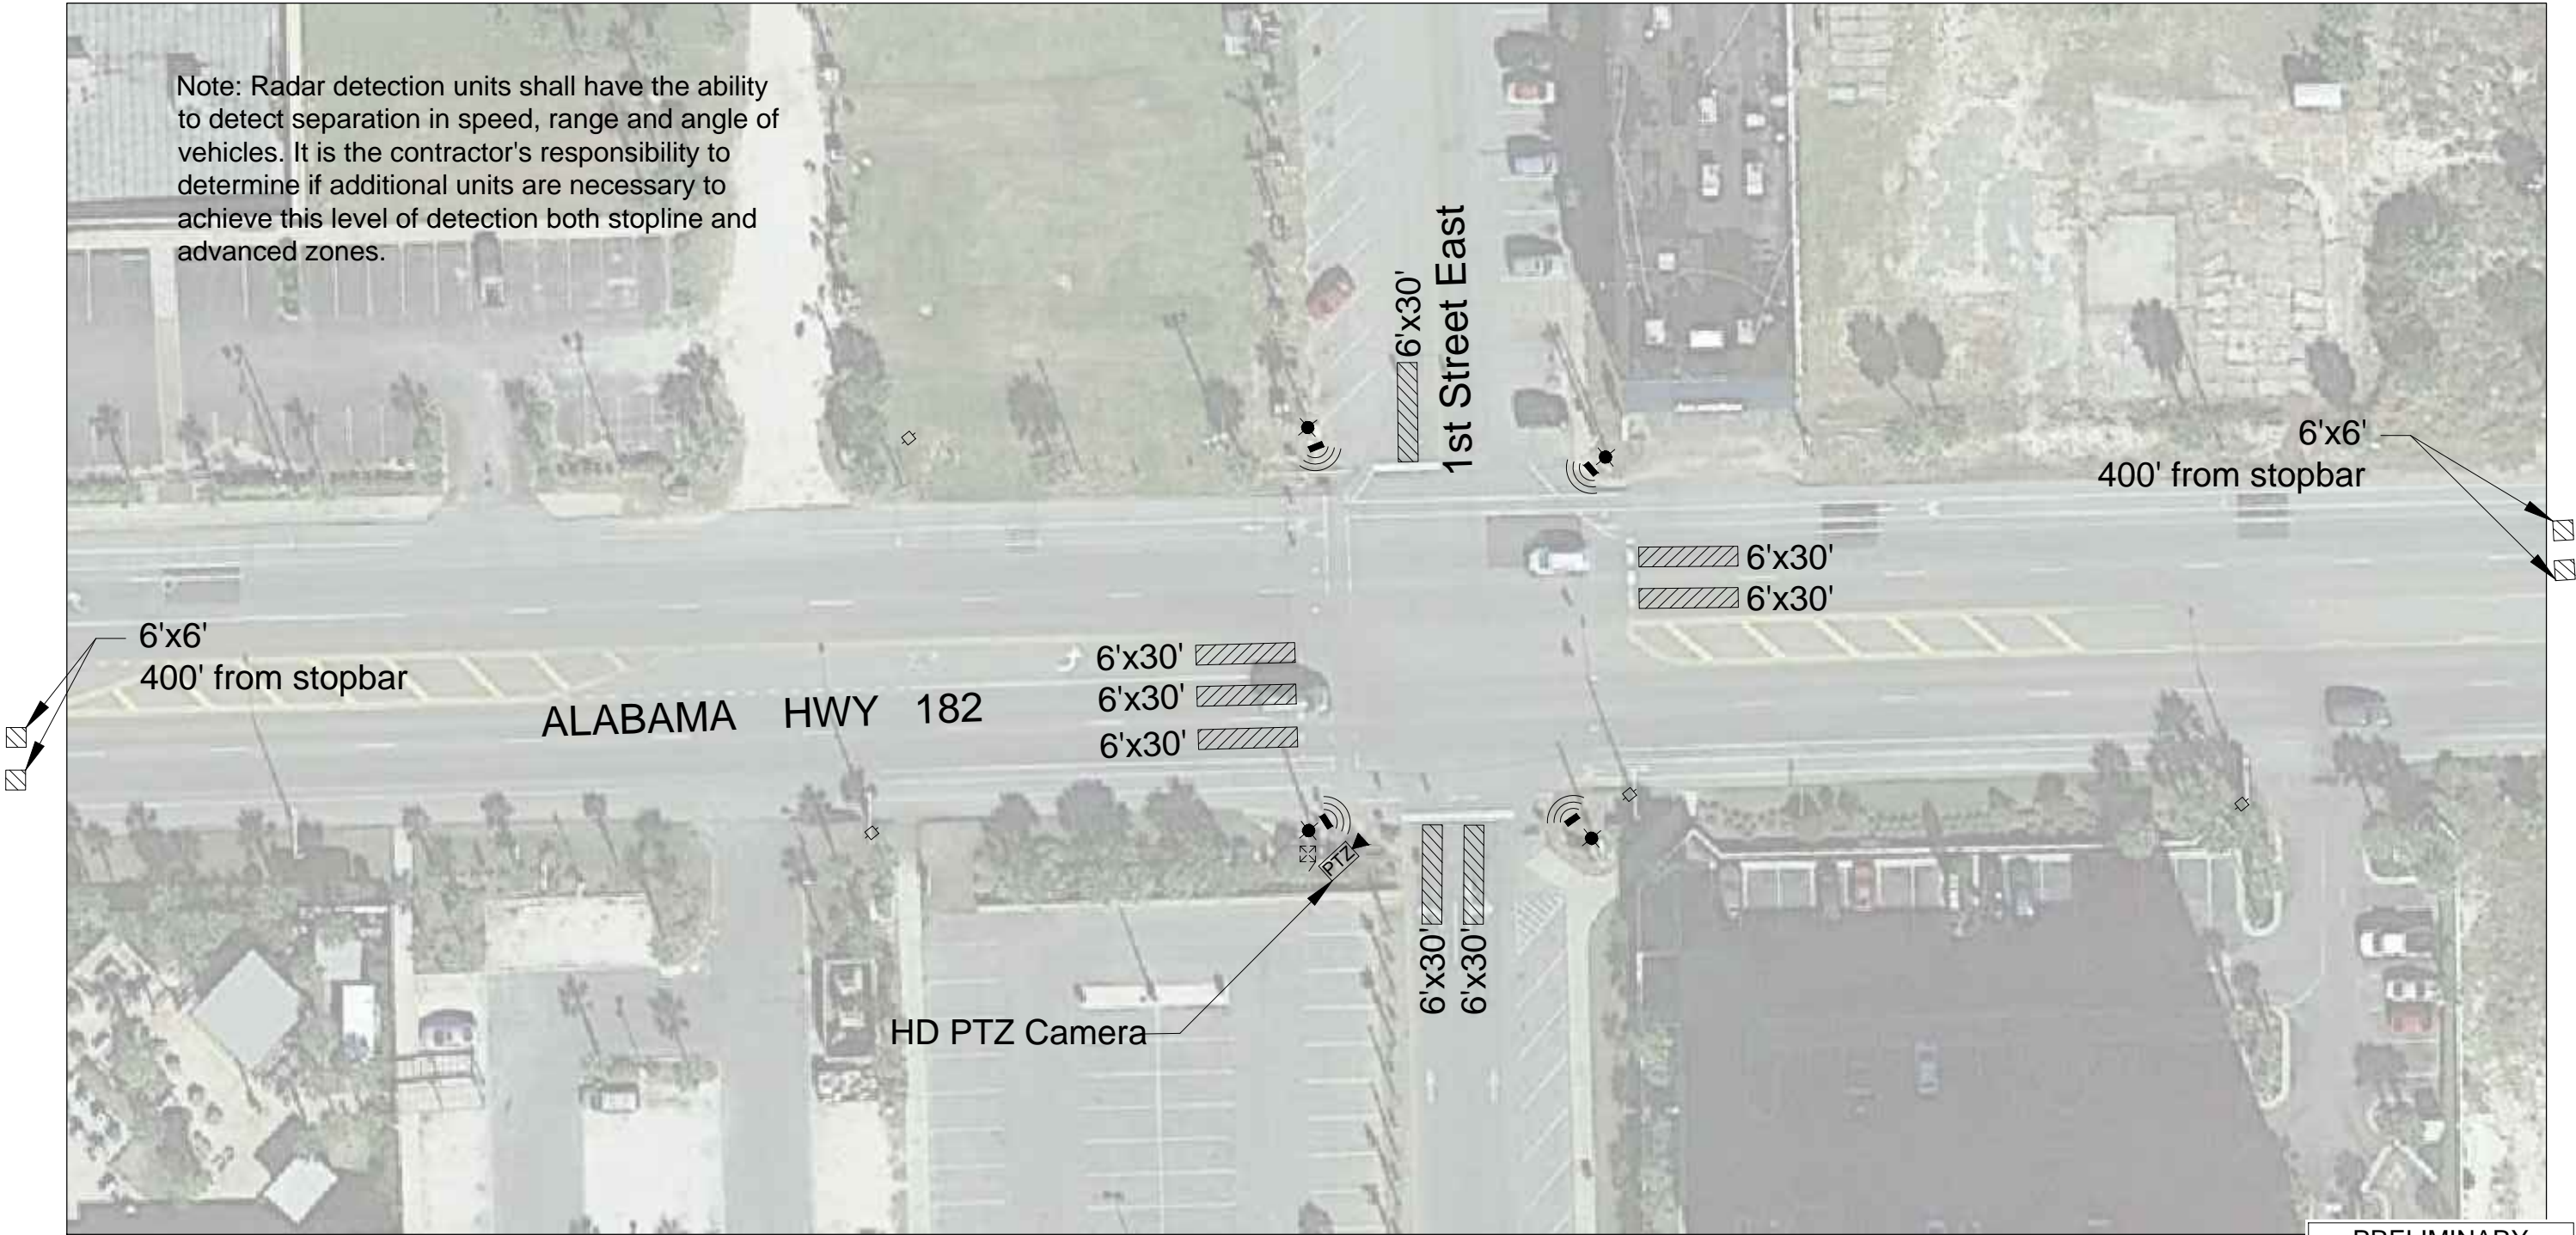 Note: Radar detection units shall have the ability
to detect separation in speed, range and angle of
vehicles. It is the contractor's responsibility to
determine if additional units are necessary to
achieve this level of detection both stopline and
advanced zones.
6'x30'
1st Street East
6'x6'
400' from stopbar
6'x30'
6'x30'
6'x6'
400' from stopbar
6'x30'
6'x30'
6'x30'
ALABAMA HWY 182
PTZ
6'x30'
6'x30'
HD PTZ Camera
PRELIMINARY